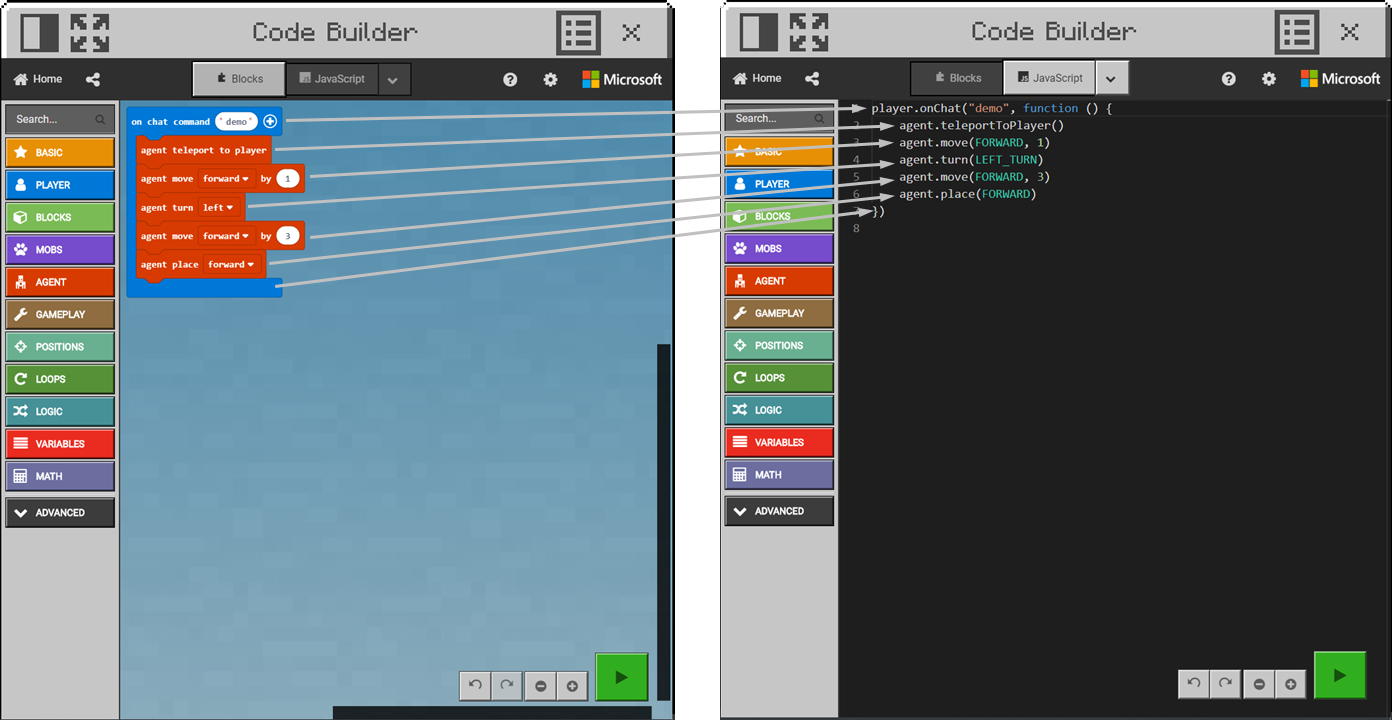 Code Builder
Home
Blocks
JavaScript
Microsoft
Search...
BASIC
PLAYER
BLOCKS
MOBS
AGENT
GAMEPLAY
POSITIONS
LOOPS
LOGIC
VARIABLES
MATH
ADVANCED
on chat command "demo"
agent teleport to player
agent move forward by 1
agent turn left
agent move forward by 3
agent place forward
Code Builder
Home
Blocks
JS JavaScript
Microsoft
Search...
BASIC
PLAYER
BLOCKS
MOBS
AGENT
GAMEPLAY
POSITIONS
LOOPS
LOGIC
VARIABLES
MATH
ADVANCED
player.onChat("demo", function () {
2 agent.teleportToPlayer()
3 agent.move(FORWARD, 1)
4 agent.turn(LEFT_TURN)
5 agent.move(FORWARD, 3)
6 agent.place(FORWARD)
7 })
8